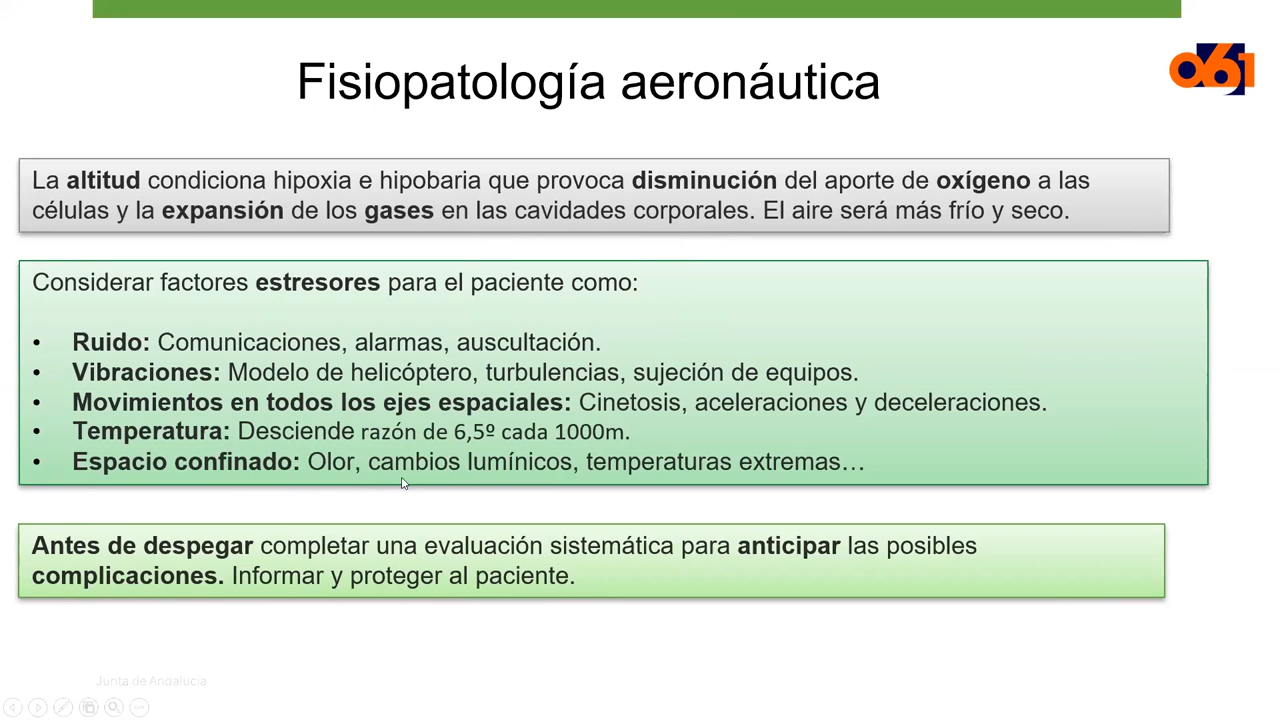 Fisiopatología aeronáutica
061
La altitud condiciona hipoxia e hipobaria que provoca disminución del aporte de oxígeno a las
células y la expansión de los gases en las cavidades corporales. El aire será más frío y seco.
Considerar factores estresores para el paciente como:
• Ruido: Comunicaciones, alarmas, auscultación.
• Vibraciones: Modelo de helicóptero, turbulencias, sujeción de equipos.
• Movimientos en todos los ejes espaciales: Cinetosis, aceleraciones y deceleraciones.
• Temperatura: Desciende razón de 6,5º cada 1000m.
• Espacio confinado: Olor, cambios lumínicos, temperaturas extremas…
Antes de despegar completar una evaluación sistemática para anticipar las posibles
complicaciones. Informar y proteger al paciente.
Junta de Andalucía